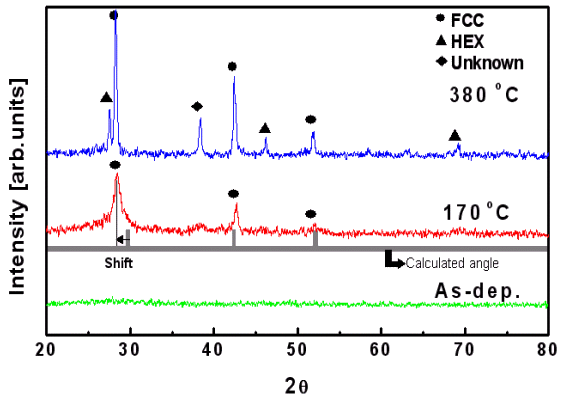 FCC
HEX
Unknown
380 °C
170 °C
Shift
Calculated angle
As-dep.
Intensity [arb.units]
20 30 40 50 60 70 80
2θ